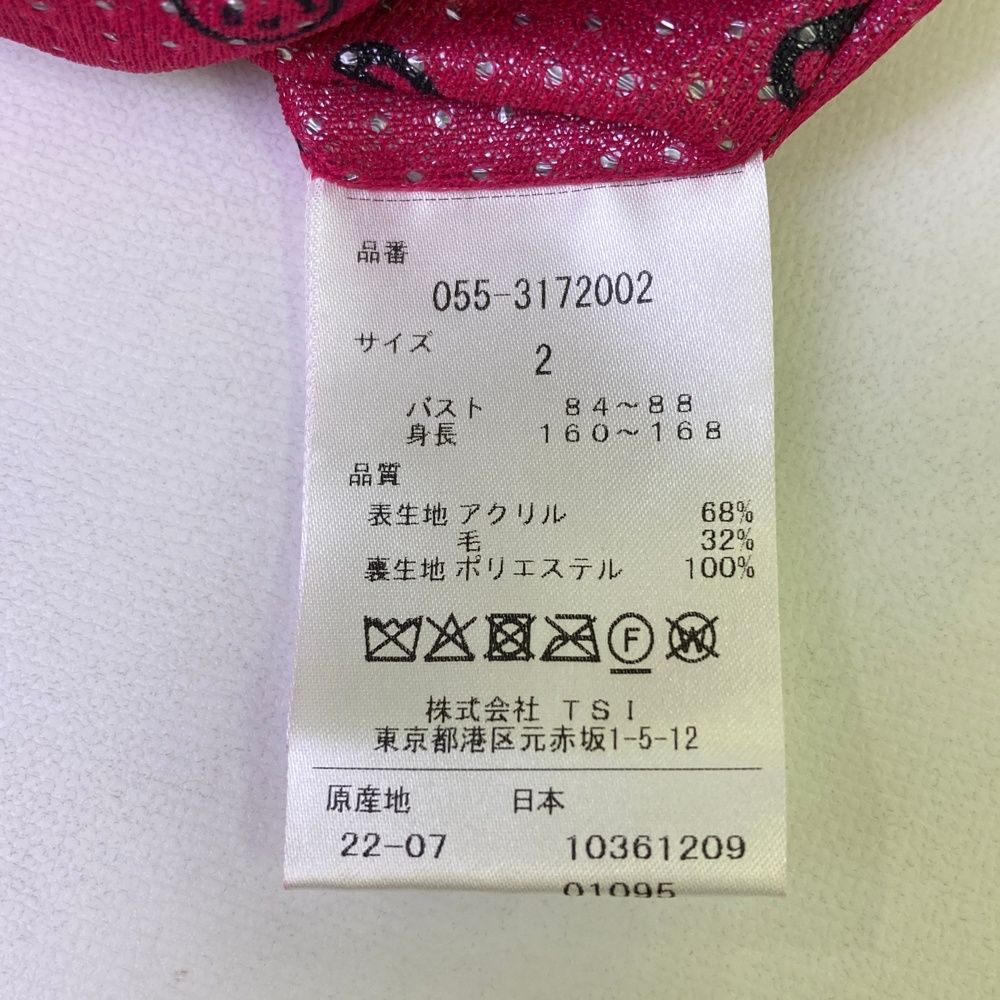 品番
055-3172002
サイズ
2
バスト 84～88
身長 160～168
品質
表生地 アクリル 68%
毛 32%
裏生地 ポリエステル 100%
F W
株式会社 TSI
東京都港区元赤坂1-5-12
原産地 日本
22-07 10361209
01095